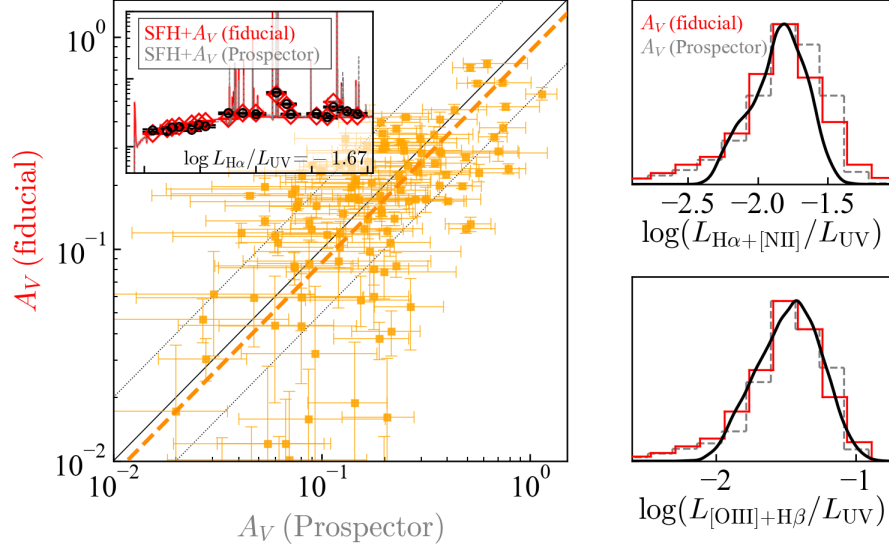 SFH+A_V (fiducial)
SFH+A_V (Prospector)
log L_Hα/L_UV = −1.67
10^0
10^−1
10^−2
A_V (fiducial)
10^−2
10^−1
10^0
A_V (Prospector)
A_V (fiducial)
A_V (Prospector)
−2.5
−2.0
−1.5
log(L_Hα+[NII]/L_UV)
−2
−1
log(L_[OIII]+Hβ/L_UV)